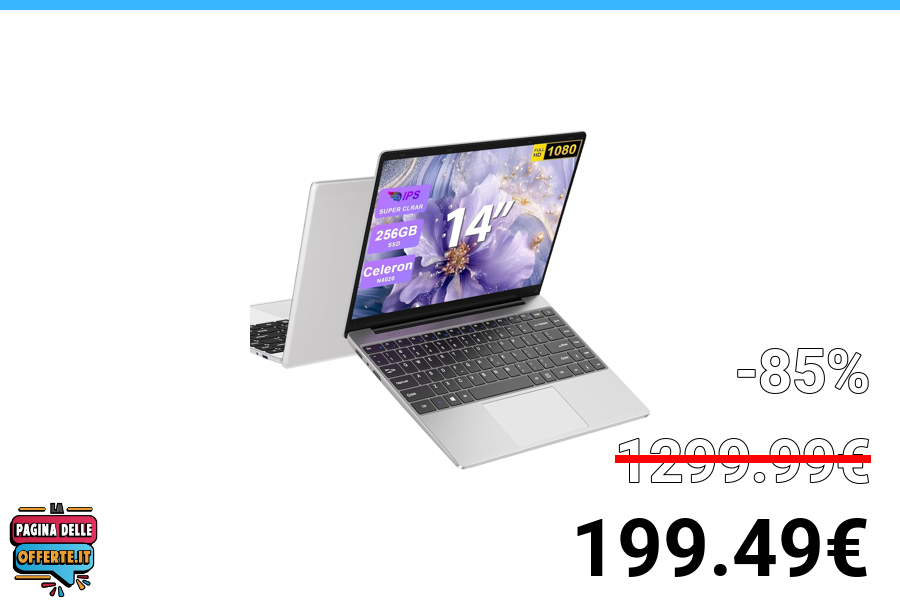 FULL HD 1080
IPS
SUPER CLRAR
256GB
SSD
Celeron
N4020
14"
-85%
1299.99€
199.49€
LA
PAGINA DELLE
OFFERTE.IT